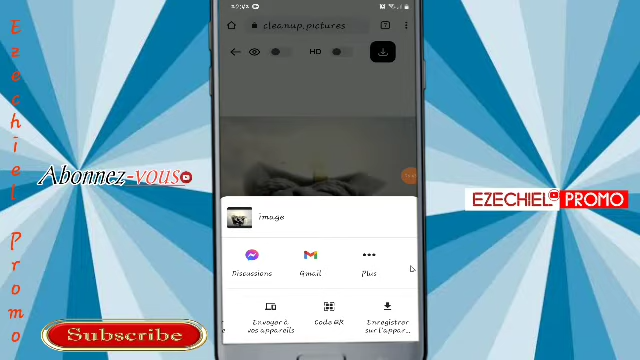 Ezechiel Promo
Abonnez-vous
Subscribe
cleanup.pictures
HD
image
Discussions
Gmail
Plus
Envoyer à
vos appareils
Code QR
Enregistrer
sur l'appar...
EZECHIEL PROMO